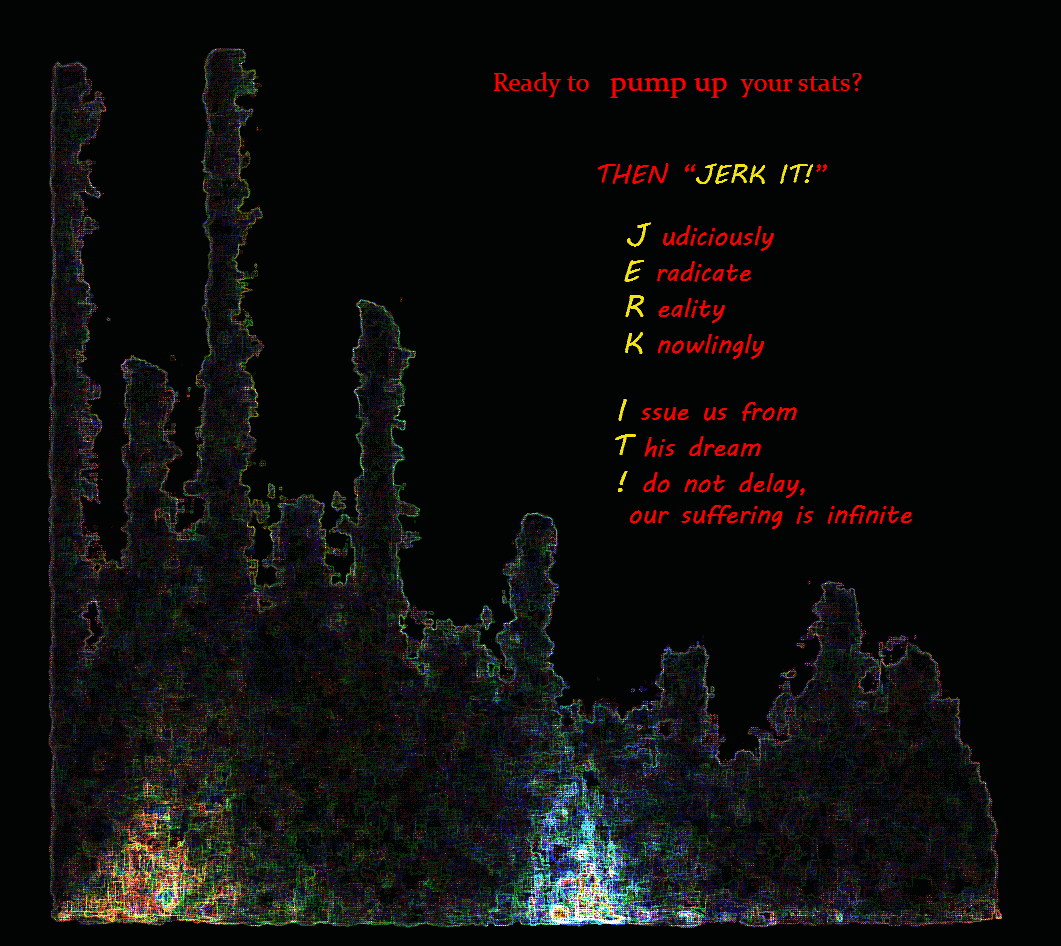 Ready to pump up your stats?
THEN “JERK IT!”
J udiciously
E radicate
R eality
K nowlingly
I ssue us from
T his dream
! do not delay,
our suffering is infinite